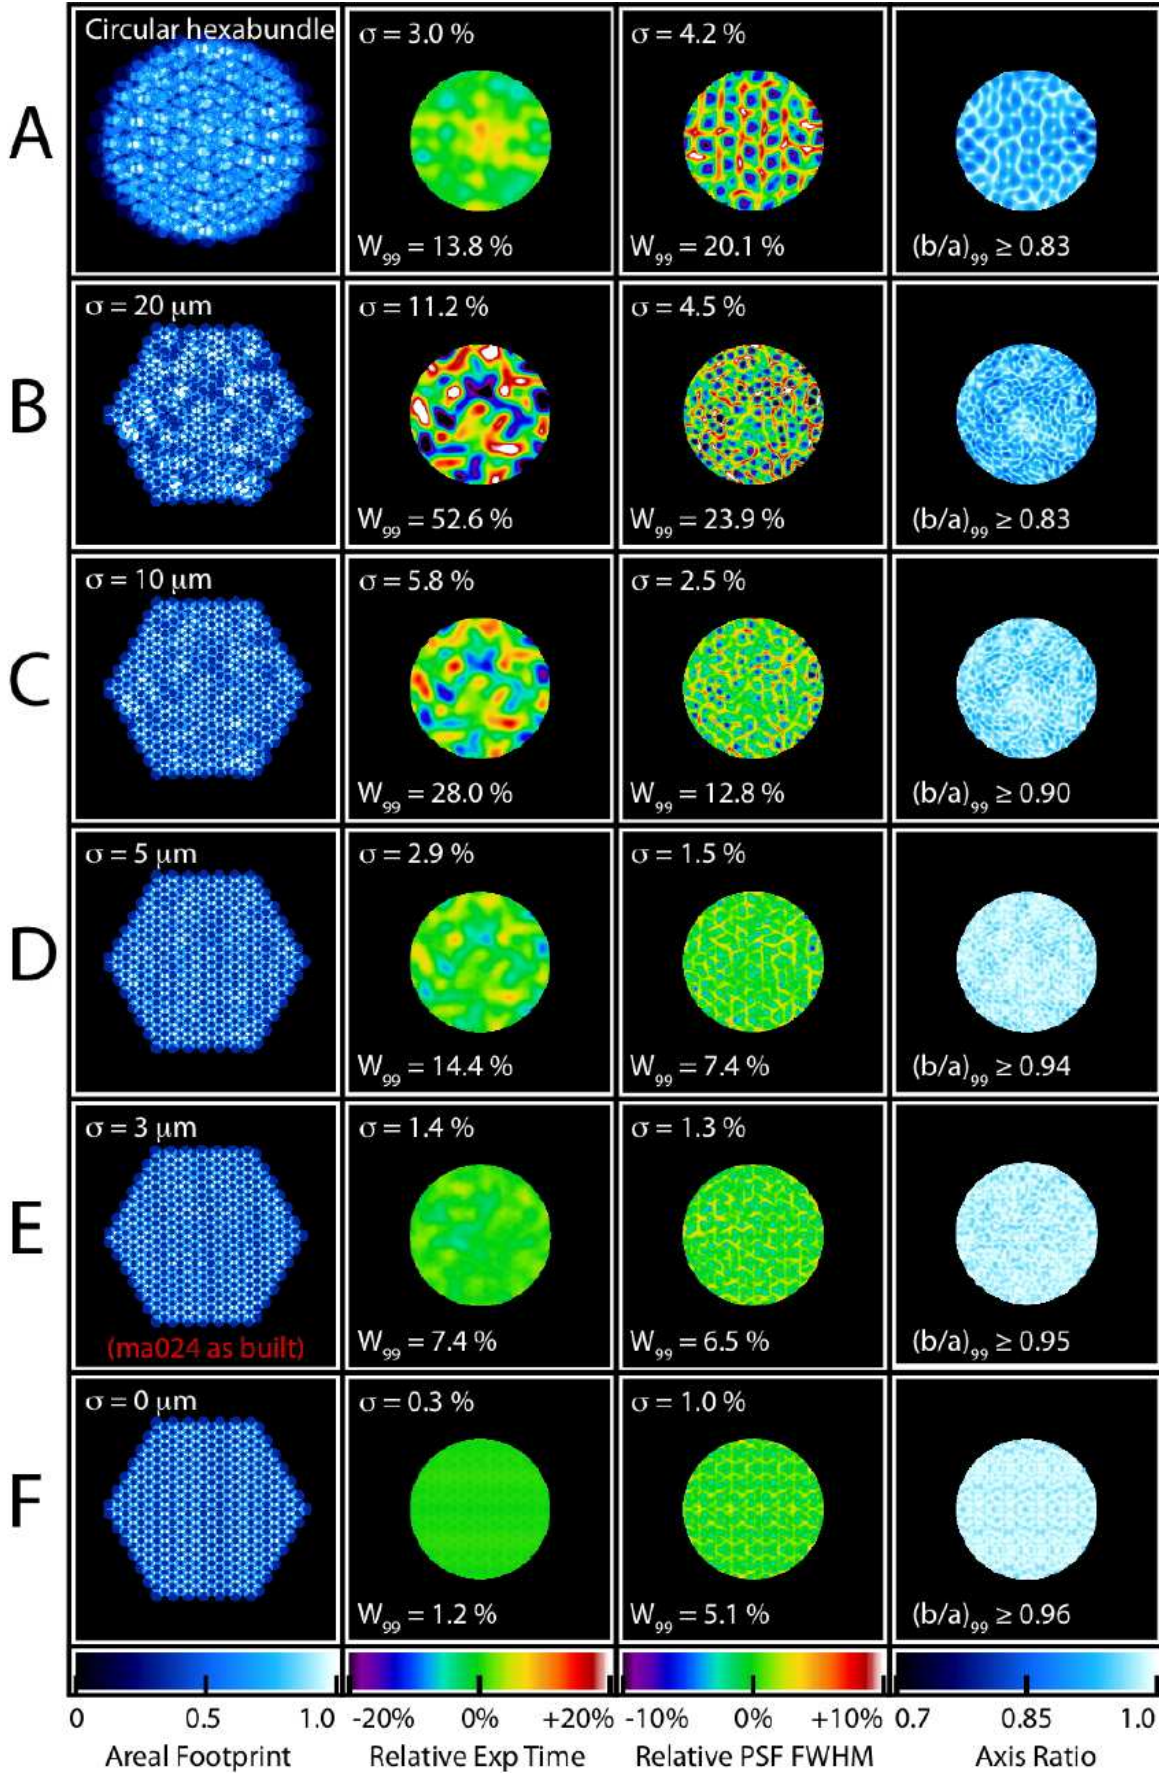 A
Circular hexabundle
σ = 3.0 %
W₉₉ = 13.8 %
σ = 4.2 %
W₉₉ = 20.1 %
(b/a)₉₉ ≥ 0.83
B
σ = 20 μm
σ = 11.2 %
W₉₉ = 52.6 %
σ = 4.5 %
W₉₉ = 23.9 %
(b/a)₉₉ ≥ 0.83
C
σ = 10 μm
σ = 5.8 %
W₉₉ = 28.0 %
σ = 2.5 %
W₉₉ = 12.8 %
(b/a)₉₉ ≥ 0.90
D
σ = 5 μm
σ = 2.9 %
W₉₉ = 14.4 %
σ = 1.5 %
W₉₉ = 7.4 %
(b/a)₉₉ ≥ 0.94
E
σ = 3 μm
(ma024 as built)
σ = 1.4 %
W₉₉ = 7.4 %
σ = 1.3 %
W₉₉ = 6.5 %
(b/a)₉₉ ≥ 0.95
F
σ = 0 μm
σ = 0.3 %
W₉₉ = 1.2 %
σ = 1.0 %
W₉₉ = 5.1 %
(b/a)₉₉ ≥ 0.96
0 0.5 1.0
Areal Footprint
-20% 0% +20%
Relative Exp Time
-10% 0% +10%
Relative PSF FWHM
0.7 0.85 1.0
Axis Ratio